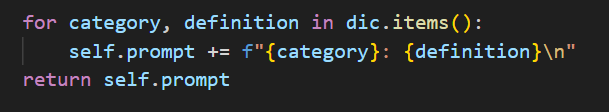 for category, definition in dic.items():
    self.prompt += f"{category}: {definition}\n"
return self.prompt